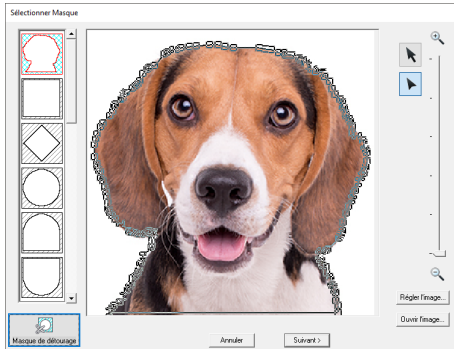 Sélectionner Masque
Masque de détourage
Annuler
Suivant >
Régler l'image...
Ouvrir l'image...